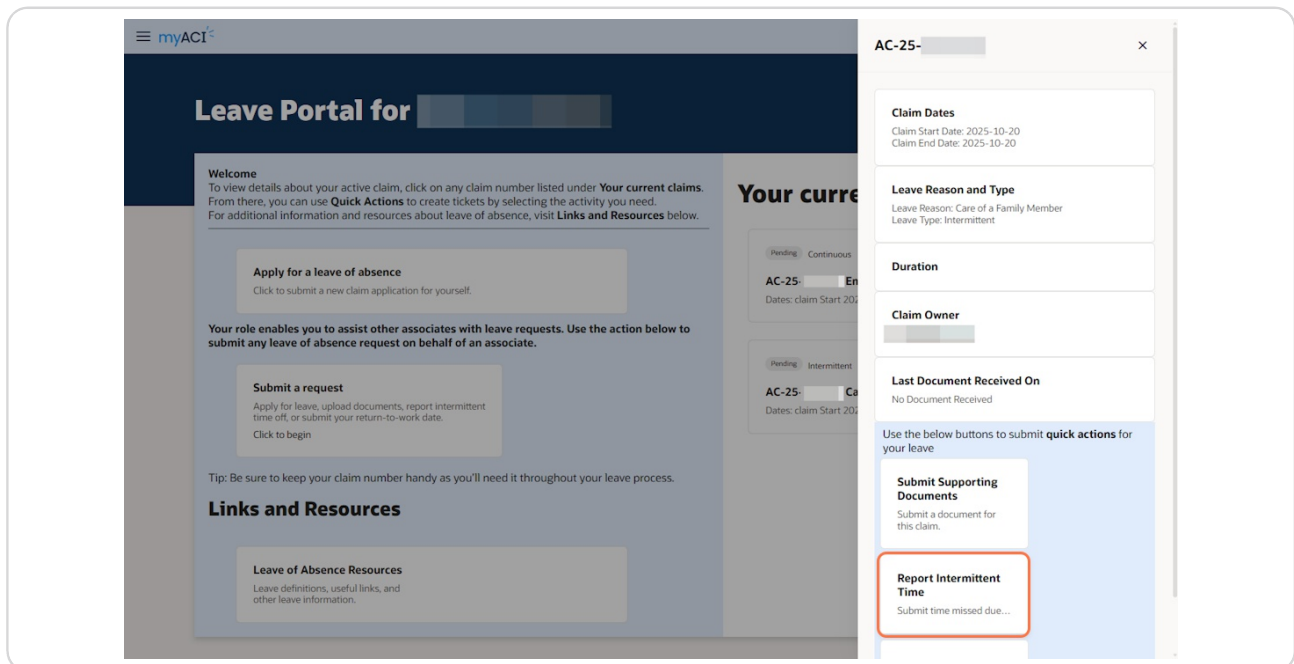 myACI
Leave Portal for
Welcome
To view details about your active claim, click on any claim number listed under Your current claims.
From there, you can use Quick Actions to create tickets by selecting the activity you need.
For additional information and resources about leave of absence, visit Links and Resources below.
Apply for a leave of absence
Click to submit a new claim application for yourself.
Your role enables you to assist other associates with leave requests. Use the action below to
submit any leave of absence request on behalf of an associate.
Submit a request
Apply for leave, upload documents, report intermittent
time off, or submit your return-to-work date.
Click to begin
Tip: Be sure to keep your claim number handy as you'll need it throughout your leave process.
Links and Resources
Leave of Absence Resources
Leave definitions, useful links, and
other leave information.
Your curre
Pending Continuous
AC-25- En
Dates: claim Start 202
Pending Intermittent
AC-25- Ca
Dates: claim Start 202
AC-25-
Claim Dates
Claim Start Date: 2025-10-20
Claim End Date: 2025-10-20
Leave Reason and Type
Leave Reason: Care of a Family Member
Leave Type: Intermittent
Duration
Claim Owner
Last Document Received On
No Document Received
Use the below buttons to submit quick actions for
your leave
Submit Supporting
Documents
Submit a document for
this claim.
Report Intermittent
Time
Submit time missed due...